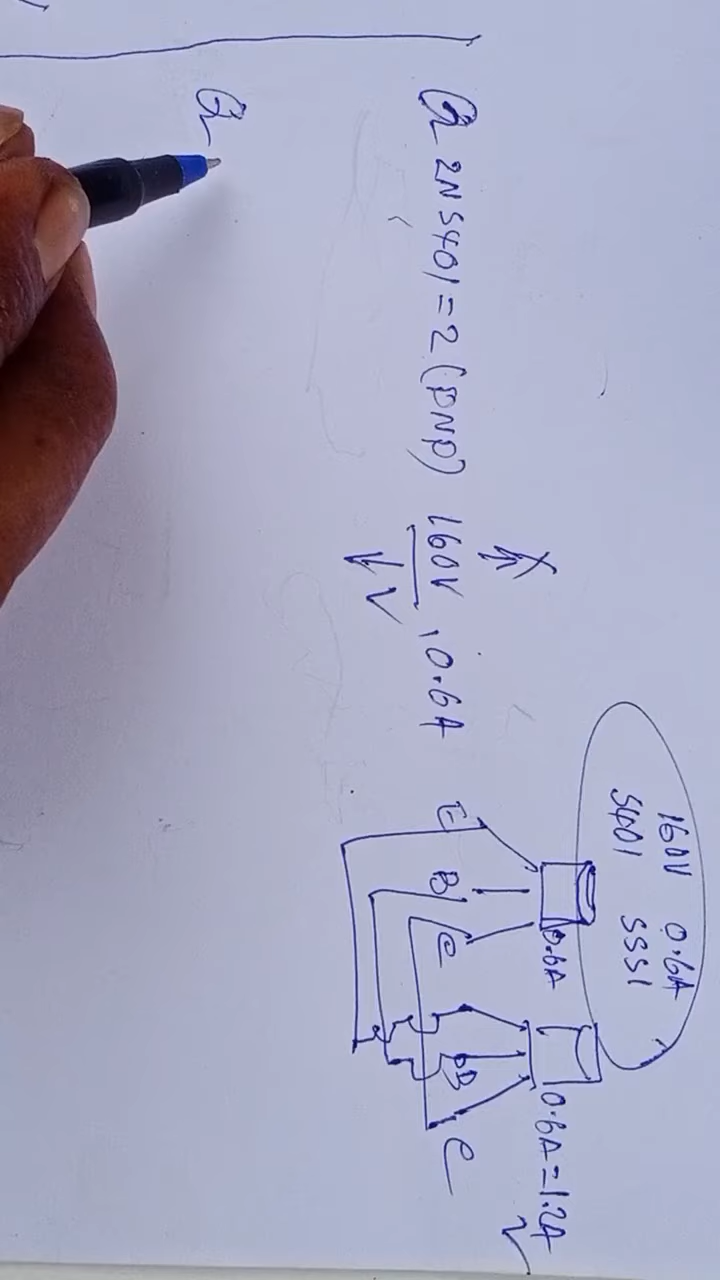 160V 0.6A
5401 5551
0.6A 0.6A = 1.2A
E B C B C
Q 2N5401 = 2 (PNP) 160V, 0.6A
Q